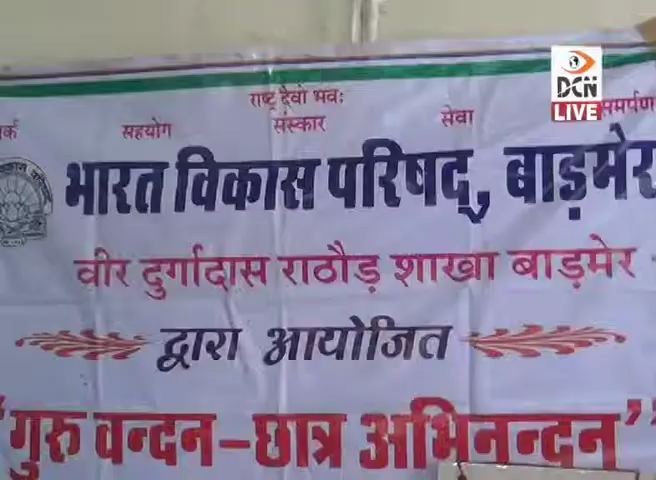 राष्ट्र देवो भवः
सहयोग संस्कार सेवा समर्पण
भारत विकास परिषद्, बाड़मेर
वीर दुर्गादास राठौड़ शाखा बाड़मेर
द्वारा आयोजित
“गुरु वन्दन–छात्र अभिनन्दन”
DCN
LIVE